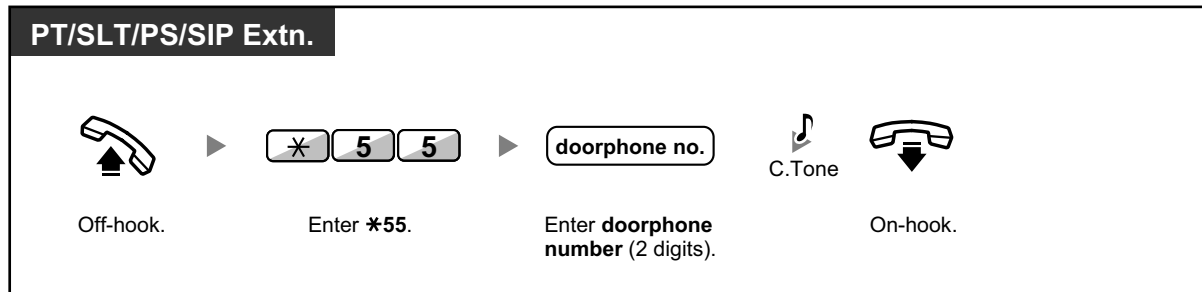 PT/SLT/PS/SIP Extn.
✳ 5 5
doorphone no.
C.Tone
Off-hook.
Enter ✳55.
Enter doorphone
number (2 digits).
On-hook.